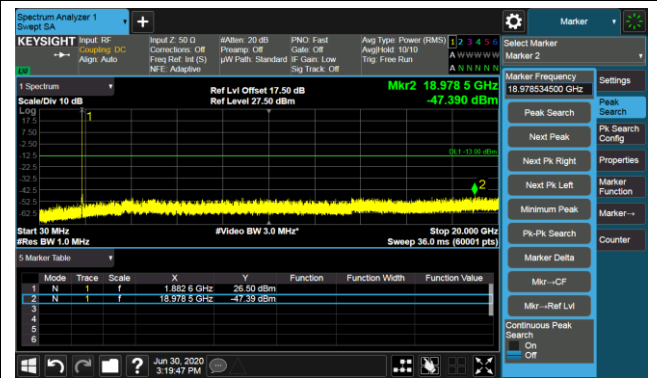 Spectrum Analyzer 1
Swept SA
Marker
KEYSIGHT
Input: RF
Coupling: DC
Align: Auto
Input Z: 50 Ω
Corrections: Off
Freq Ref: Int (S)
NFE: Adaptive
#Atten: 20 dB
Preamp: Off
µW Path: Standard
PNO: Fast
Gate: Off
IF Gain: Low
Sig Track: Off
Avg Type: Power (RMS)
Avg|Hold: 10/10
Trig: Free Run
1 2 3 4 5 6
A W W W W W
A N N N N N
LXI
Select Marker
Marker 2
1 Spectrum
Scale/Div 10 dB
Ref Lvl Offset 17.50 dB
Ref Level 27.50 dBm
Mkr2 18.978 5 GHz
-47.390 dBm
Log
17.5
7.50
-2.50
-12.5
-22.5
-32.5
-42.5
-52.5
-62.5
1
DL1 -13.00 dBm
2
Start 30 MHz
#Res BW 1.0 MHz
#Video BW 3.0 MHz*
Stop 20.000 GHz
Sweep 36.0 ms (60001 pts)
5 Marker Table
Mode Trace Scale X Y Function Function Width Function Value
1 N 1 f 1.882 6 GHz 26.50 dBm
2 N 1 f 18.978 5 GHz -47.39 dBm
3
4
5
6
Marker Frequency
18.978534500 GHz
Peak Search
Next Peak
Next Pk Right
Next Pk Left
Minimum Peak
Pk-Pk Search
Marker Delta
Mkr→CF
Mkr→Ref Lvl
Continuous Peak
Search
On
Off
Settings
Peak
Search
Pk Search
Config
Properties
Marker
Function
Marker→
Counter
Jun 30, 2020
3:19:47 PM